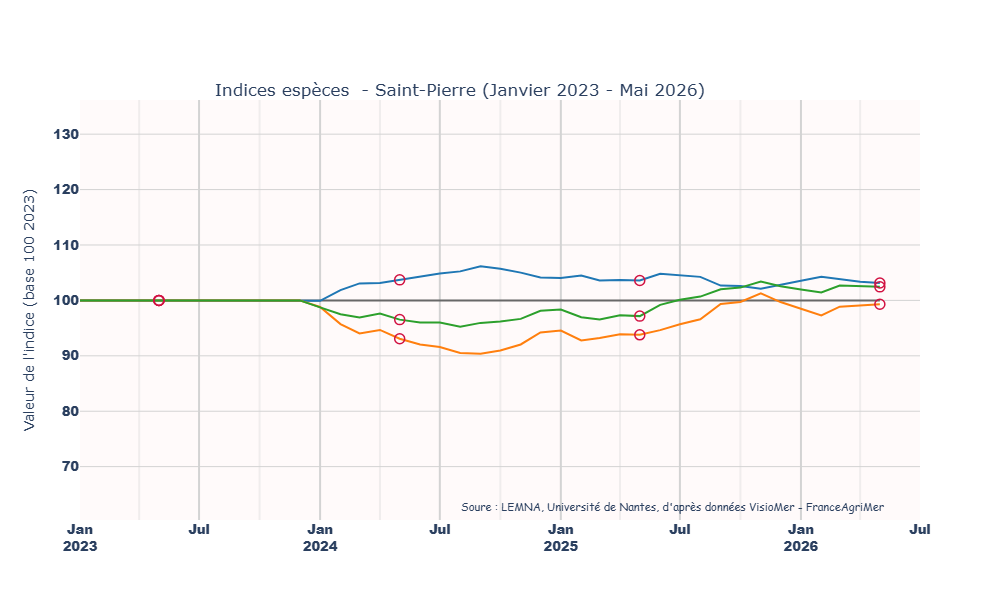 Indices espèces  - Saint-Pierre (Janvier 2023 - Mai 2026)
Valeur de l'indice (base 100 2023)
130
120
110
100
90
80
70
Soure : LEMNA, Université de Nantes, d'après données VisioMer - FranceAgriMer
Jan Jul Jan Jul Jan Jul Jan Jul
2023 2024 2025 2026